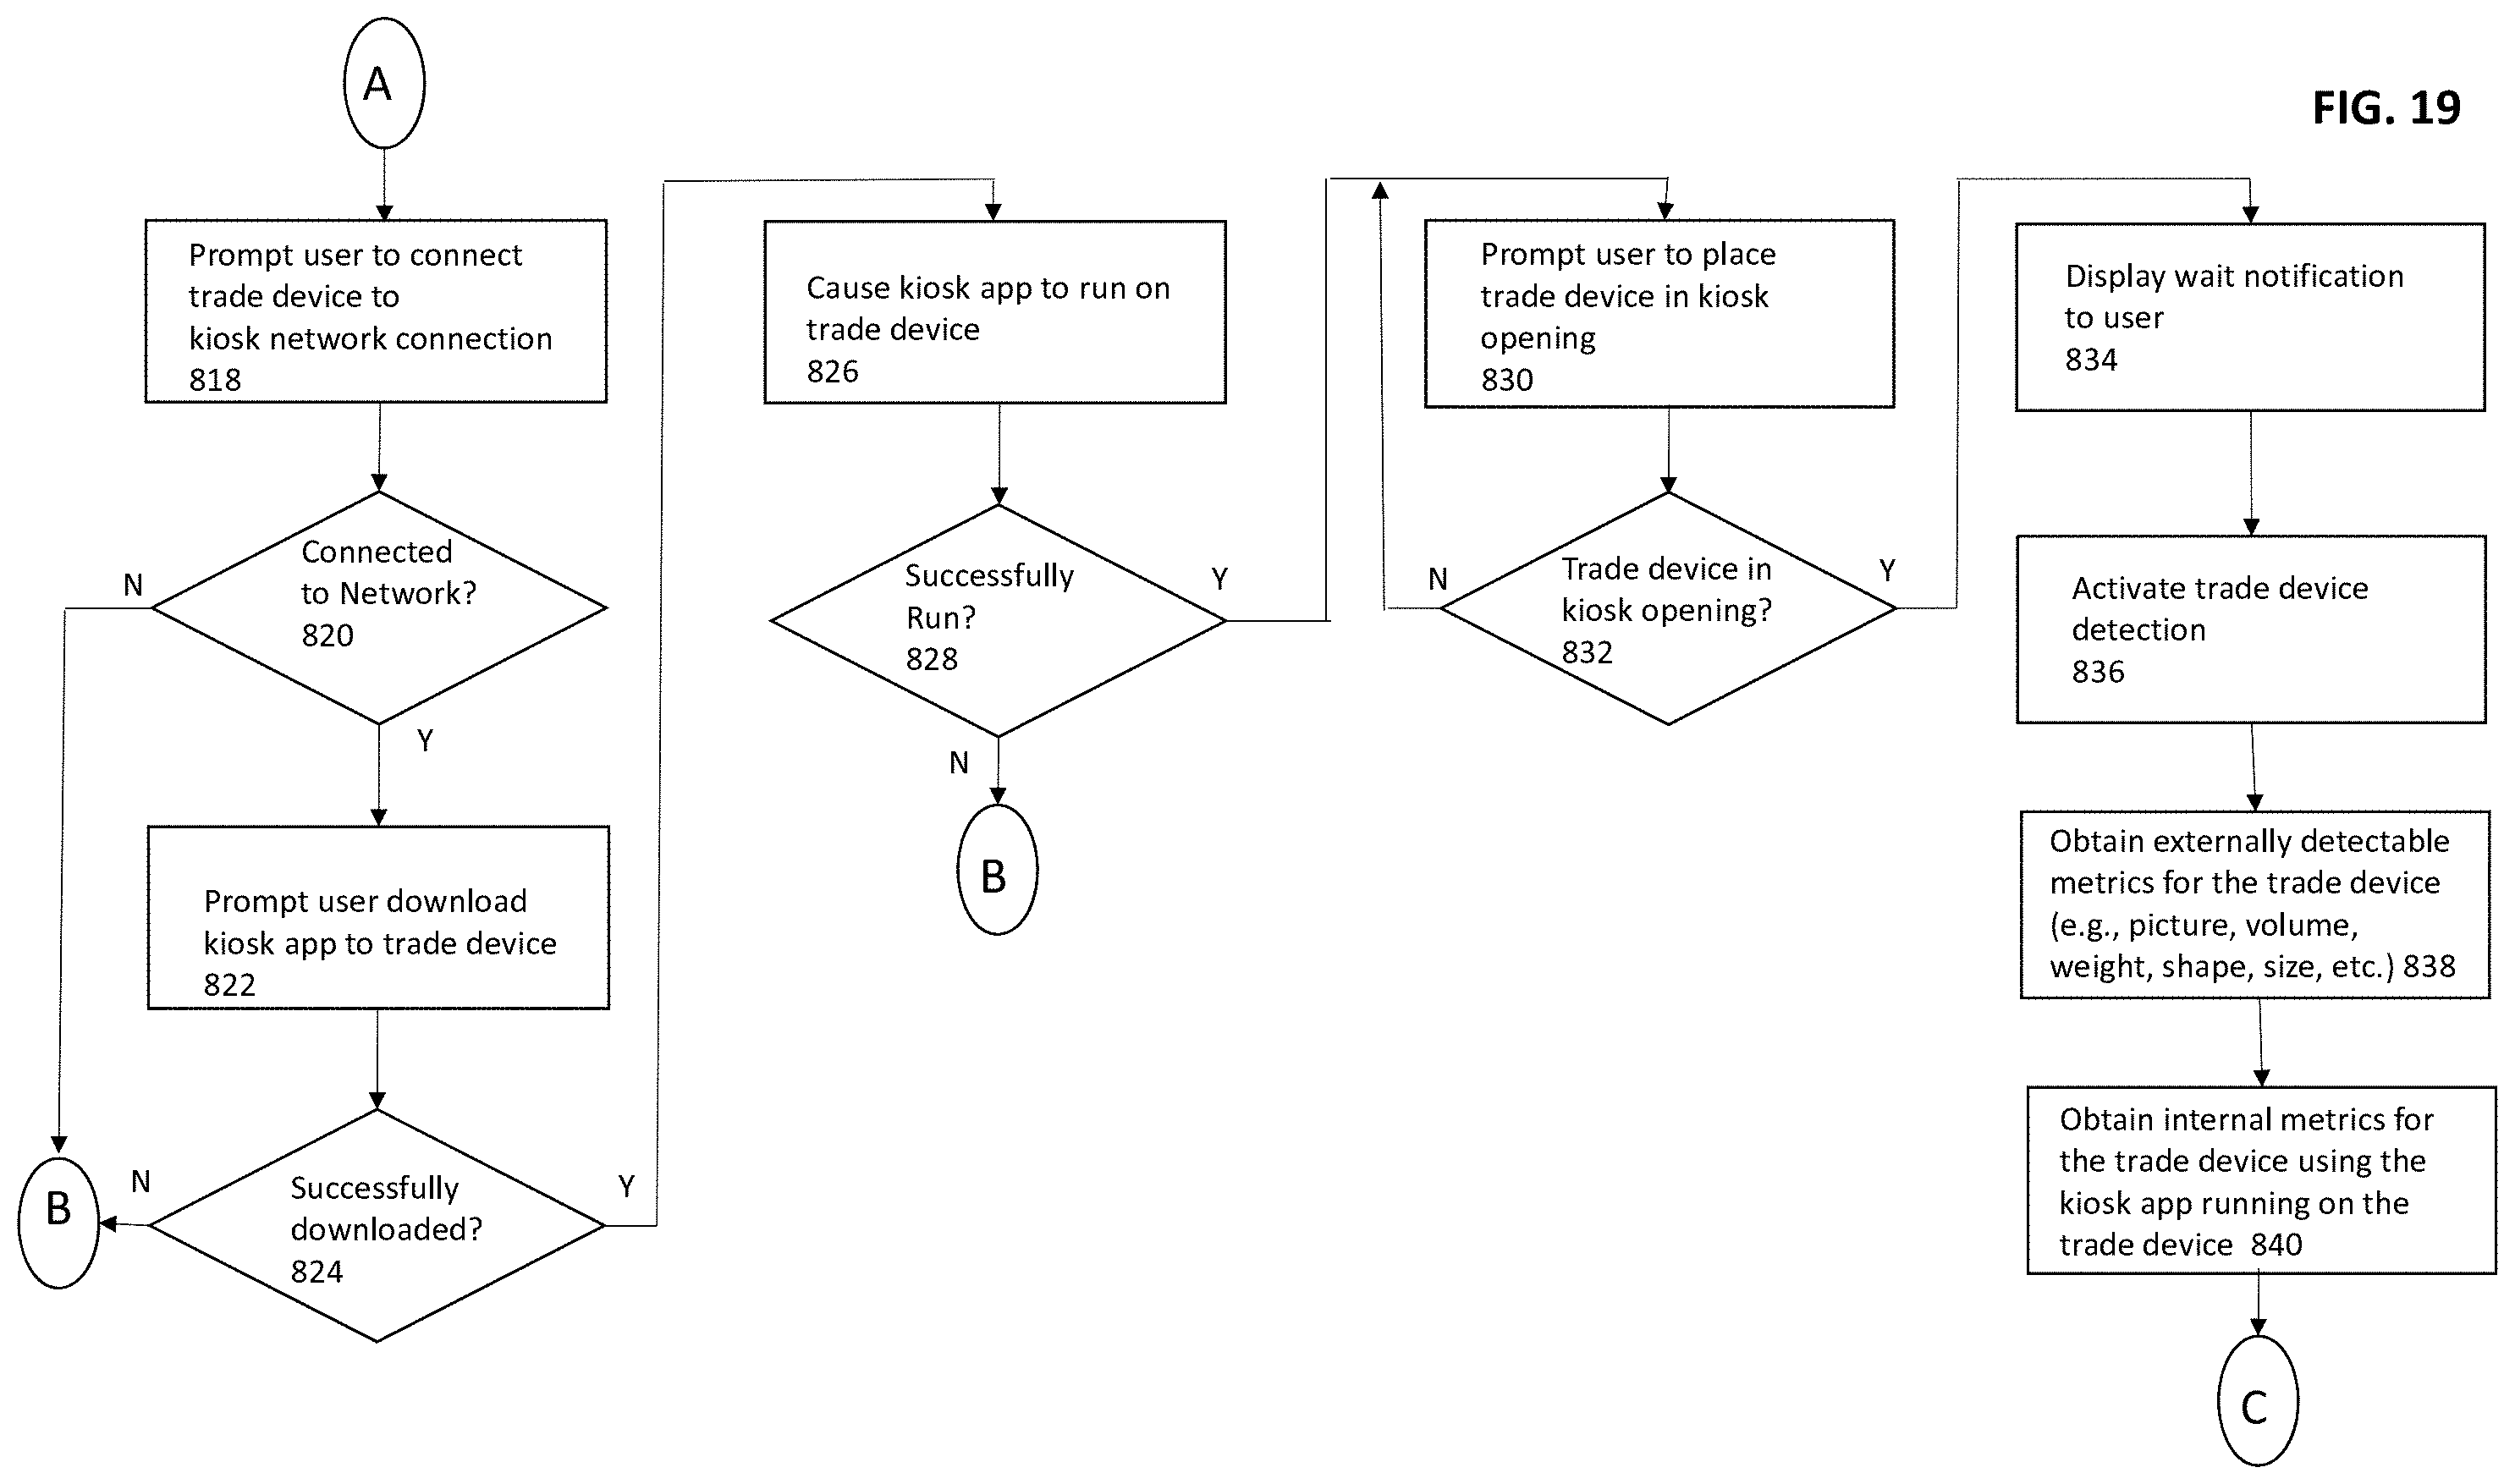 A
FIG. 19
Prompt user to connect
trade device to
kiosk network connection
818
Connected
to Network?
820
N
Y
Prompt user download
kiosk app to trade device
822
Successfully
downloaded?
824
N
Y
B
Cause kiosk app to run on
trade device
826
Successfully
Run?
828
Y
N
B
Prompt user to place
trade device in kiosk
opening
830
Trade device in
kiosk opening?
832
N
Y
Display wait notification
to user
834
Activate trade device
detection
836
Obtain externally detectable
metrics for the trade device
(e.g., picture, volume,
weight, shape, size, etc.) 838
Obtain internal metrics for
the trade device using the
kiosk app running on the
trade device 840
C